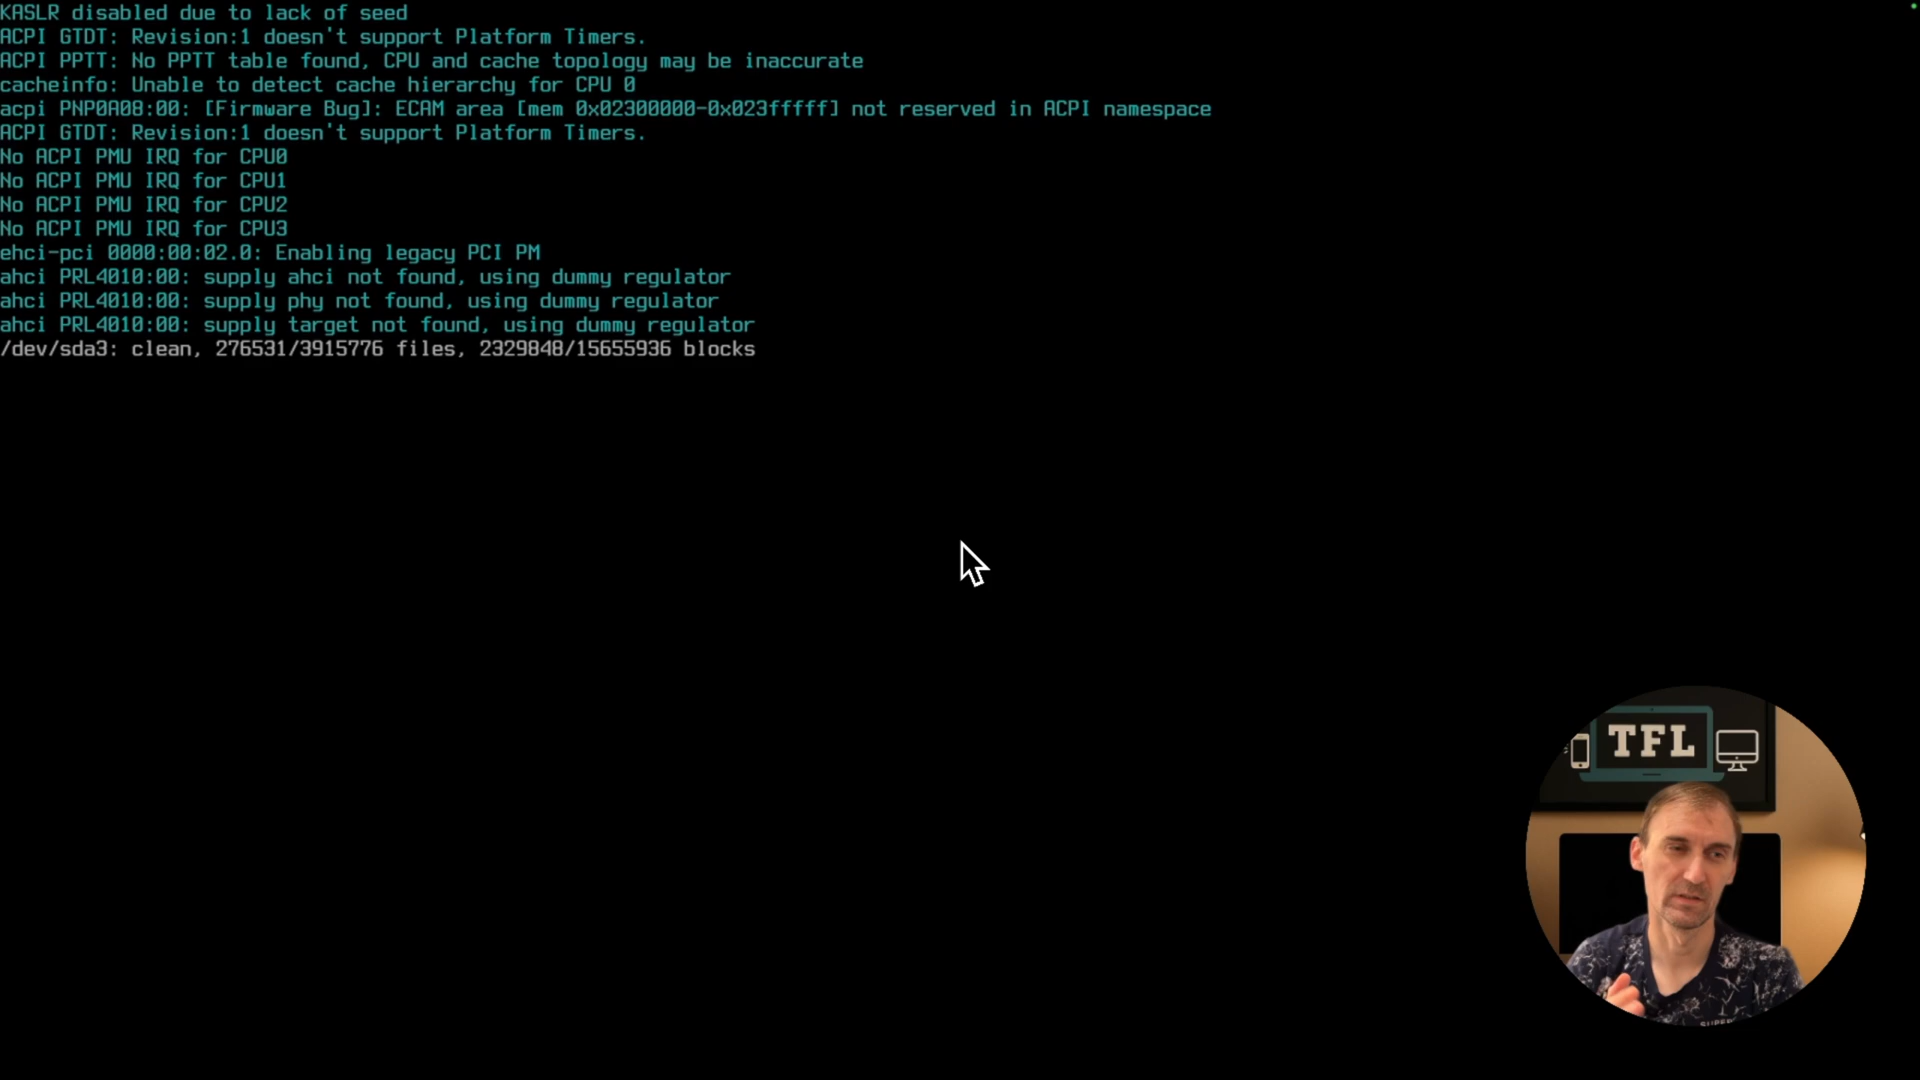 KASLR disabled due to lack of seed
ACPI GTDT: Revision:1 doesn't support Platform Timers.
ACPI PPTT: No PPTT table found, CPU and cache topology may be inaccurate
cacheinfo: Unable to detect cache hierarchy for CPU 0
acpi PNP0A08:00: [Firmware Bug]: ECAM area [mem 0x02300000-0x023fffff] not reserved in ACPI namespace
ACPI GTDT: Revision:1 doesn't support Platform Timers.
No ACPI PMU IRQ for CPU0
No ACPI PMU IRQ for CPU1
No ACPI PMU IRQ for CPU2
No ACPI PMU IRQ for CPU3
ehci-pci 0000:00:02.0: Enabling legacy PCI PM
ahci PRL4010:00: supply ahci not found, using dummy regulator
ahci PRL4010:00: supply phy not found, using dummy regulator
ahci PRL4010:00: supply target not found, using dummy regulator
/dev/sda3: clean, 276531/3915776 files, 2329848/15655936 blocks
TFL